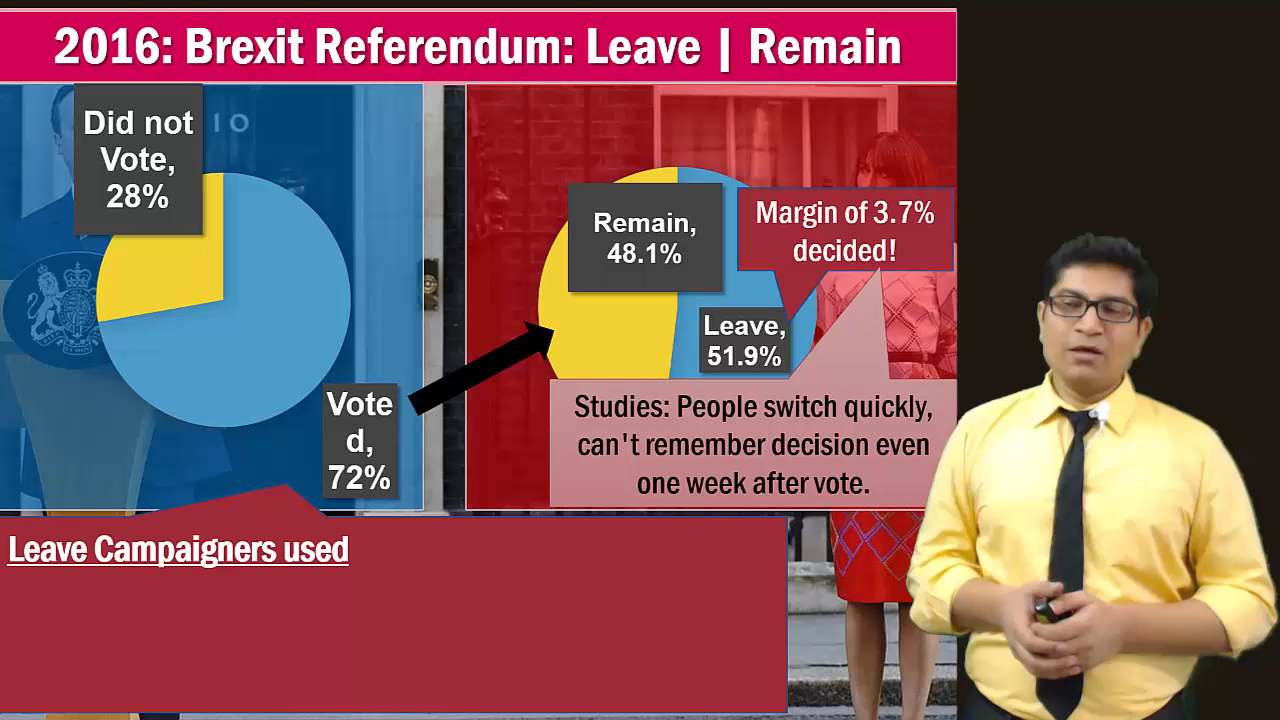 2016: Brexit Referendum: Leave | Remain
Did not
Vote,
28%
10
Vote
d,
72%
Remain,
48.1%
Margin of 3.7%
decided!
Leave,
51.9%
Studies: People switch quickly,
can't remember decision even
one week after vote.
Leave Campaigners used